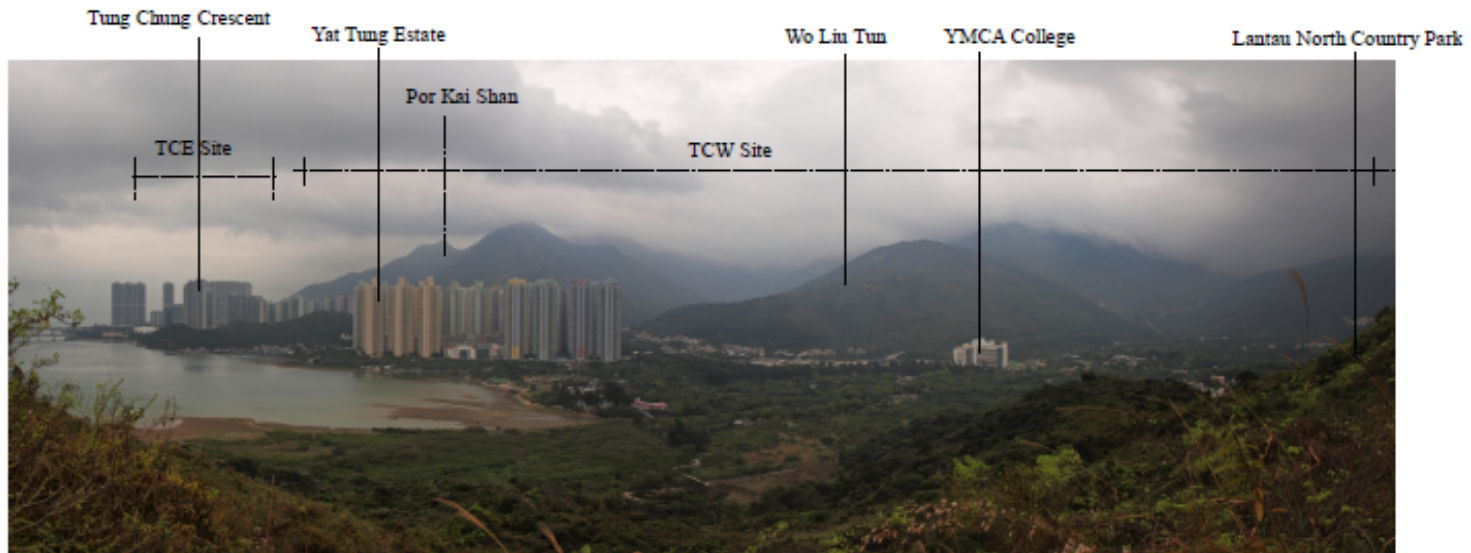 Tung Chung Crescent
Yat Tung Estate
Wo Liu Tun
YMCA College
Lantau North Country Park
Por Kai Shan
TCE Site
TCW Site